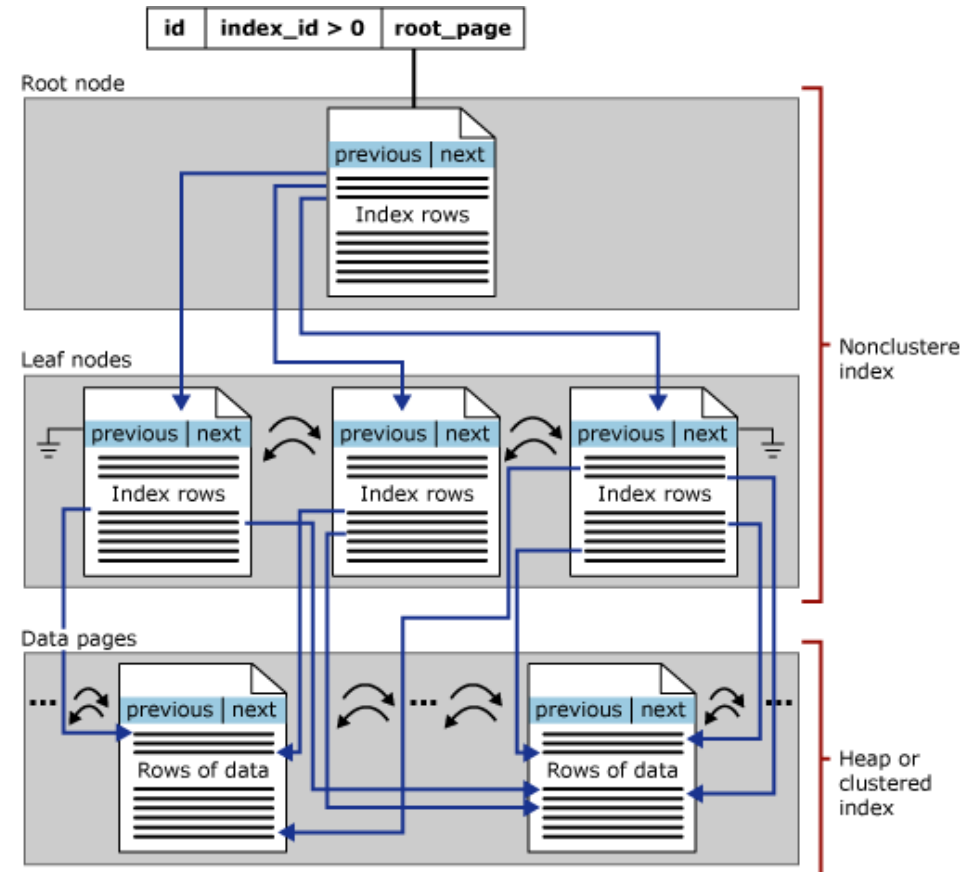 id index_id > 0 root_page
Root node
previous next
Index rows
Nonclustere
index
Leaf nodes
previous next previous next previous next
Index rows Index rows Index rows
Data pages
... ... ...
previous next previous next
Rows of data Rows of data
Heap or
clustered
index